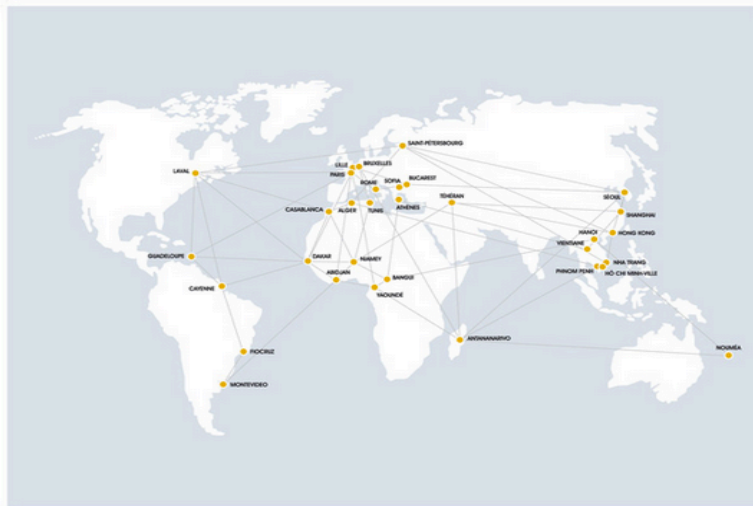 SAINT-PÉTERSBOURG
LILLE
BRUXELLES
LAVAL
PARIS
ROME
SOFIA
BUCAREST
TÉHÉRAN
SÉOUL
CASABLANCA
ALGER
TUNIS
ATHÈNES
SHANGHAI
HANOI
HONG KONG
VIENTIANE
GUADELOUPE
DAKAR
NIAMEY
NHA TRANG
PHNOM PENH
HÔ CHI MINH-VILLE
ABIDJAN
BANGUI
CAYENNE
YAOUNDÉ
ANTANANARIVO
NOUMÉA
FIOCRUZ
MONTEVIDEO